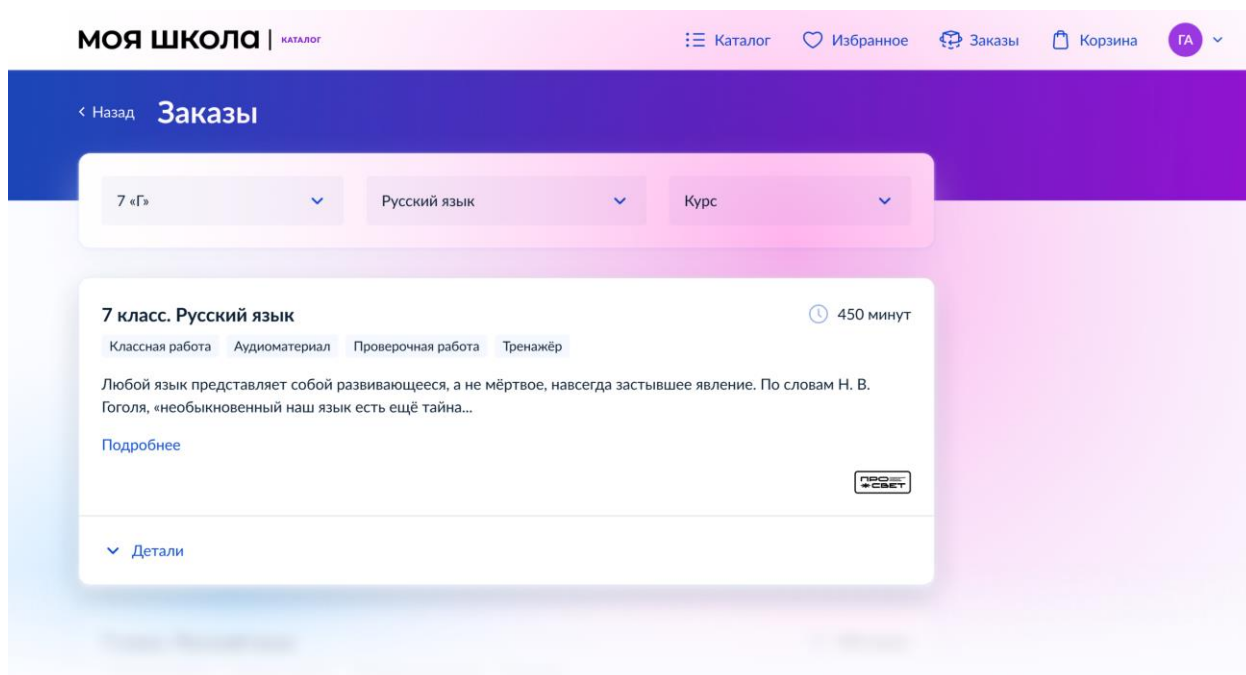 МОЯ ШКОЛА | КАТАЛОГ
Каталог
Избранное
Заказы
Корзина
ГА
Назад
Заказы
7 «Г»
Русский язык
Курс
7 класс. Русский язык
450 минут
Классная работа
Аудиоматериал
Проверочная работа
Тренажёр
Любой язык представляет собой развивающееся, а не мёртвое, навсегда застывшее явление. По словам Н. В.
Гоголя, «необыкновенный наш язык есть ещё тайна...
Подробнее
ПРО
СВЕТ
Детали